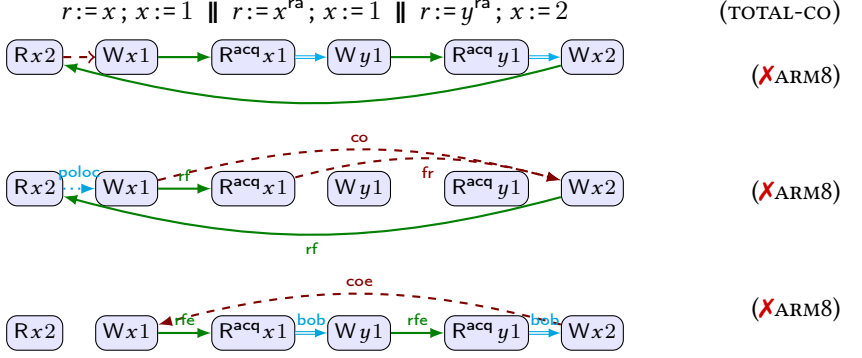 r := x ; x := 1 ‖ r := x^ra ; x := 1 ‖ r := y^ra ; x := 2 (TOTAL-CO)
Rx2 Wx1 R^acq x1 Wy1 R^acq y1 Wx2
(✗ARM8)
co
poloc rf fr
Rx2 Wx1 R^acq x1 Wy1 R^acq y1 Wx2 (✗ARM8)
rf
coe
(✗ARM8)
rfe bob rfe bob
Rx2 Wx1 R^acq x1 Wy1 R^acq y1 Wx2